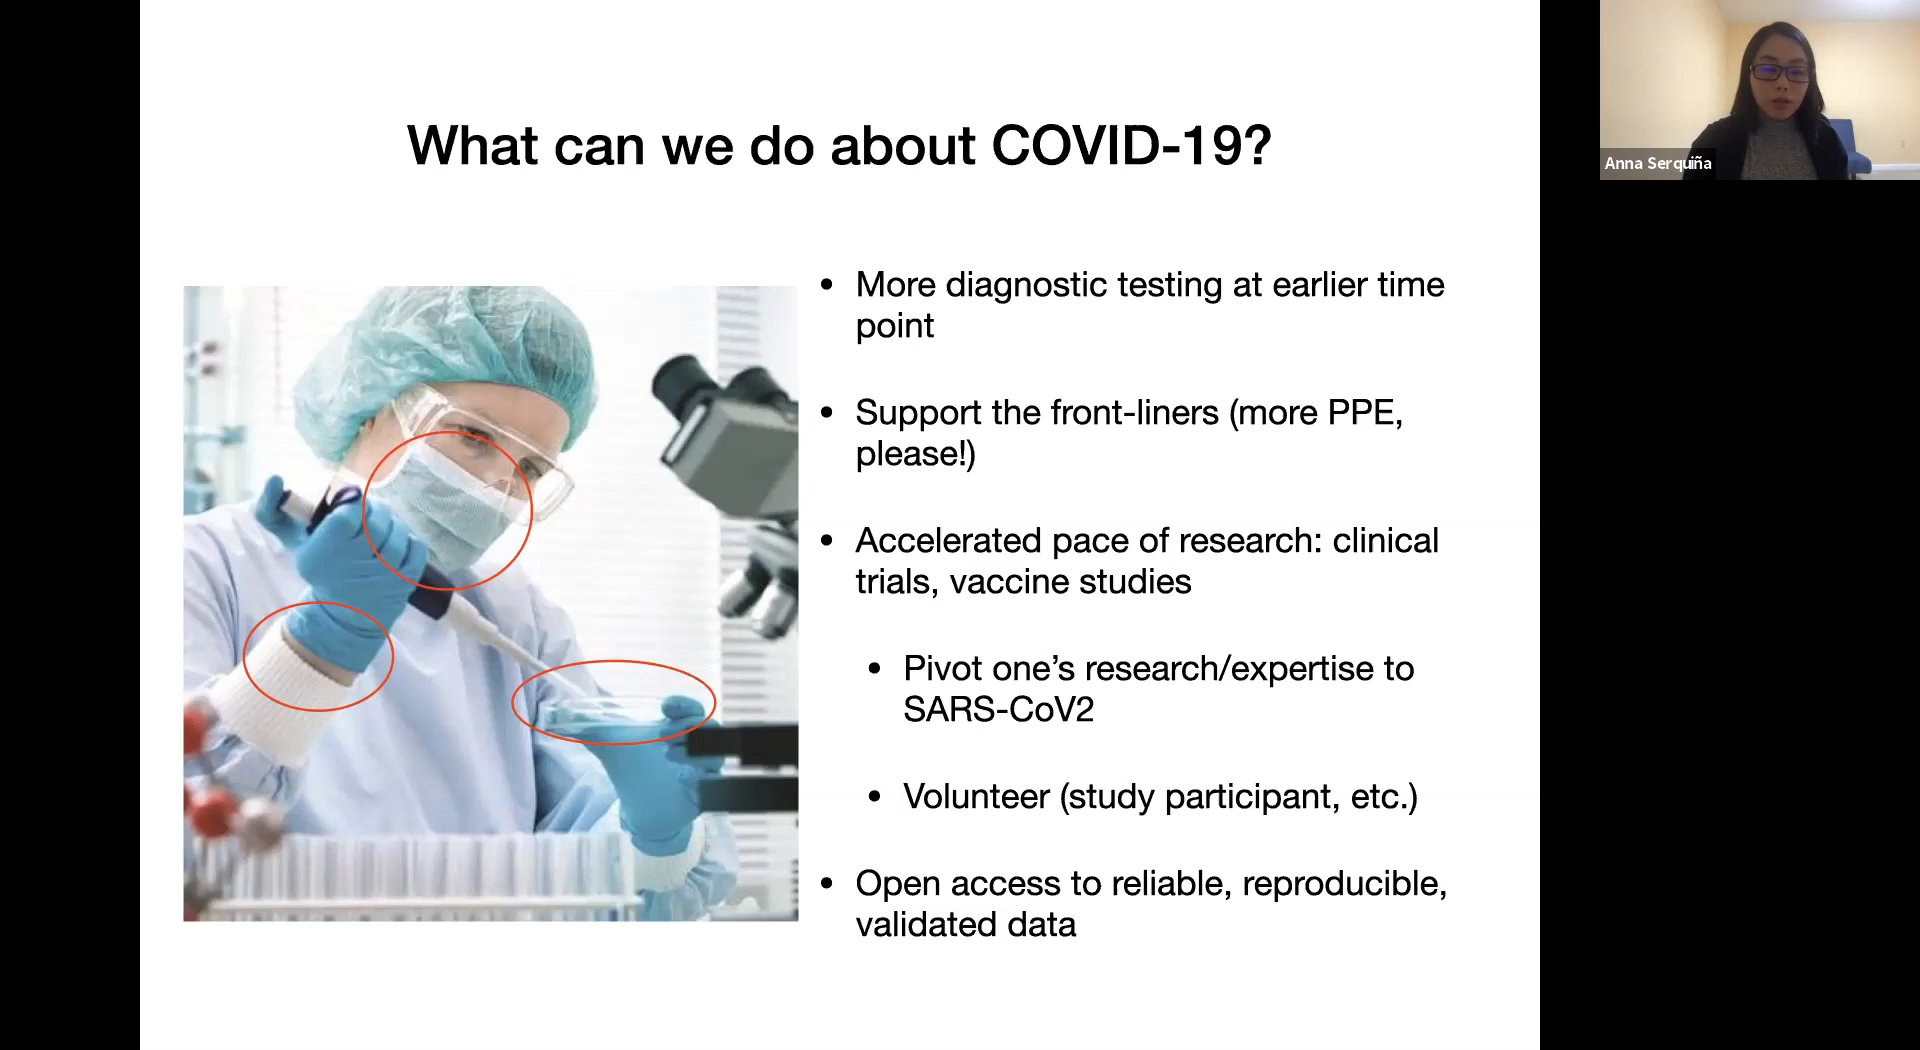 What can we do about COVID-19?
• More diagnostic testing at earlier time
point
• Support the front-liners (more PPE,
please!)
• Accelerated pace of research: clinical
trials, vaccine studies
• Pivot one’s research/expertise to
SARS-CoV2
• Volunteer (study participant, etc.)
• Open access to reliable, reproducible,
validated data
Anna Serquiña